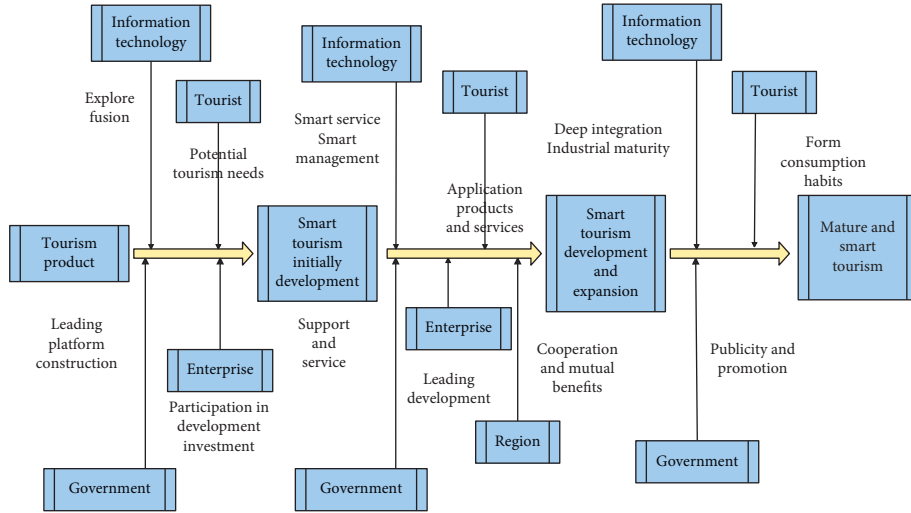 Information
technology
Explore
fusion
Tourist
Potential
tourism needs
Tourism
product
Leading
platform
construction
Enterprise
Participation in
development
investment
Government
Smart
tourism
initially
development
Information
technology
Smart service
Smart
management
Tourist
Application
products
and services
Support
and
service
Enterprise
Leading
development
Government
Region
Cooperation
and mutual
benefits
Smart
tourism
development
and
expansion
Information
technology
Deep integration
Industrial maturity
Tourist
Form
consumption
habits
Publicity and
promotion
Government
Mature and
smart
tourism